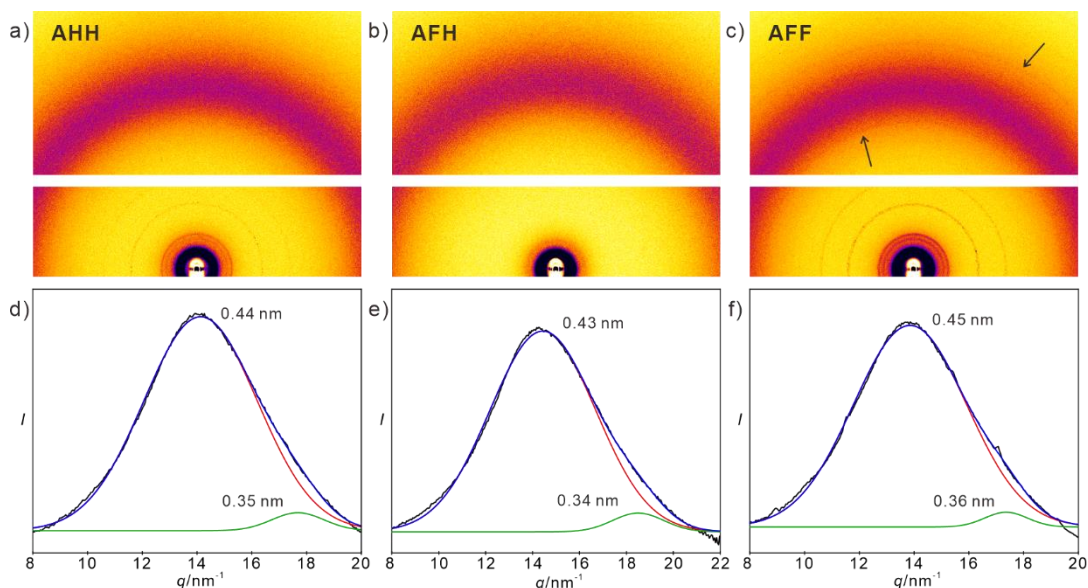 a) AHH
b) AFH
c) AFF
d) 0.44 nm
0.35 nm
I
8 10 12 14 16 18 20
q/nm⁻¹
e) 0.43 nm
0.34 nm
I
8 10 12 14 16 18 20 22
q/nm⁻¹
f) 0.45 nm
0.36 nm
I
8 10 12 14 16 18 20
q/nm⁻¹